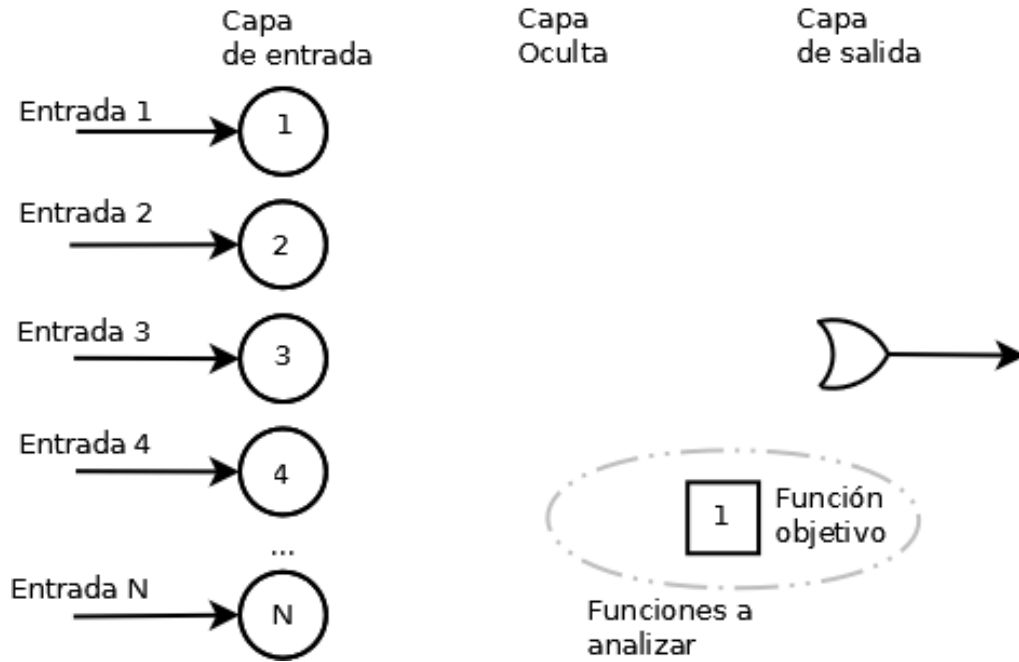 Capa
de entrada
Capa
Oculta
Capa
de salida
Entrada 1
1
Entrada 2
2
Entrada 3
3
Entrada 4
4
...
Entrada N
N
1
Función
objetivo
Funciones a
analizar